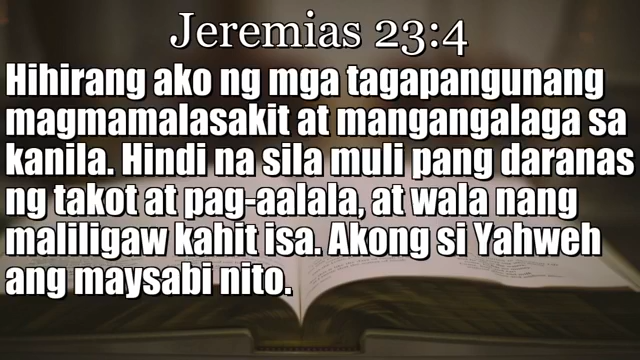 Jeremias 23:4
Hihirang ako ng mga tagapangunang
magmamalasakit at mangangalaga sa
kanila. Hindi na sila muli pang daranas
ng takot at pag-aalala, at wala nang
maliligaw kahit isa. Akong si Yahweh
ang maysabi nito.